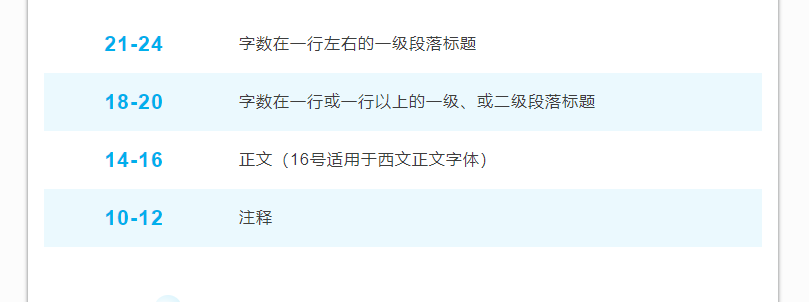 21-24 字数在一行左右的一级段落标题
18-20 字数在一行或一行以上的一级、或二级段落标题
14-16 正文（16号适用于西文正文字体）
10-12 注释